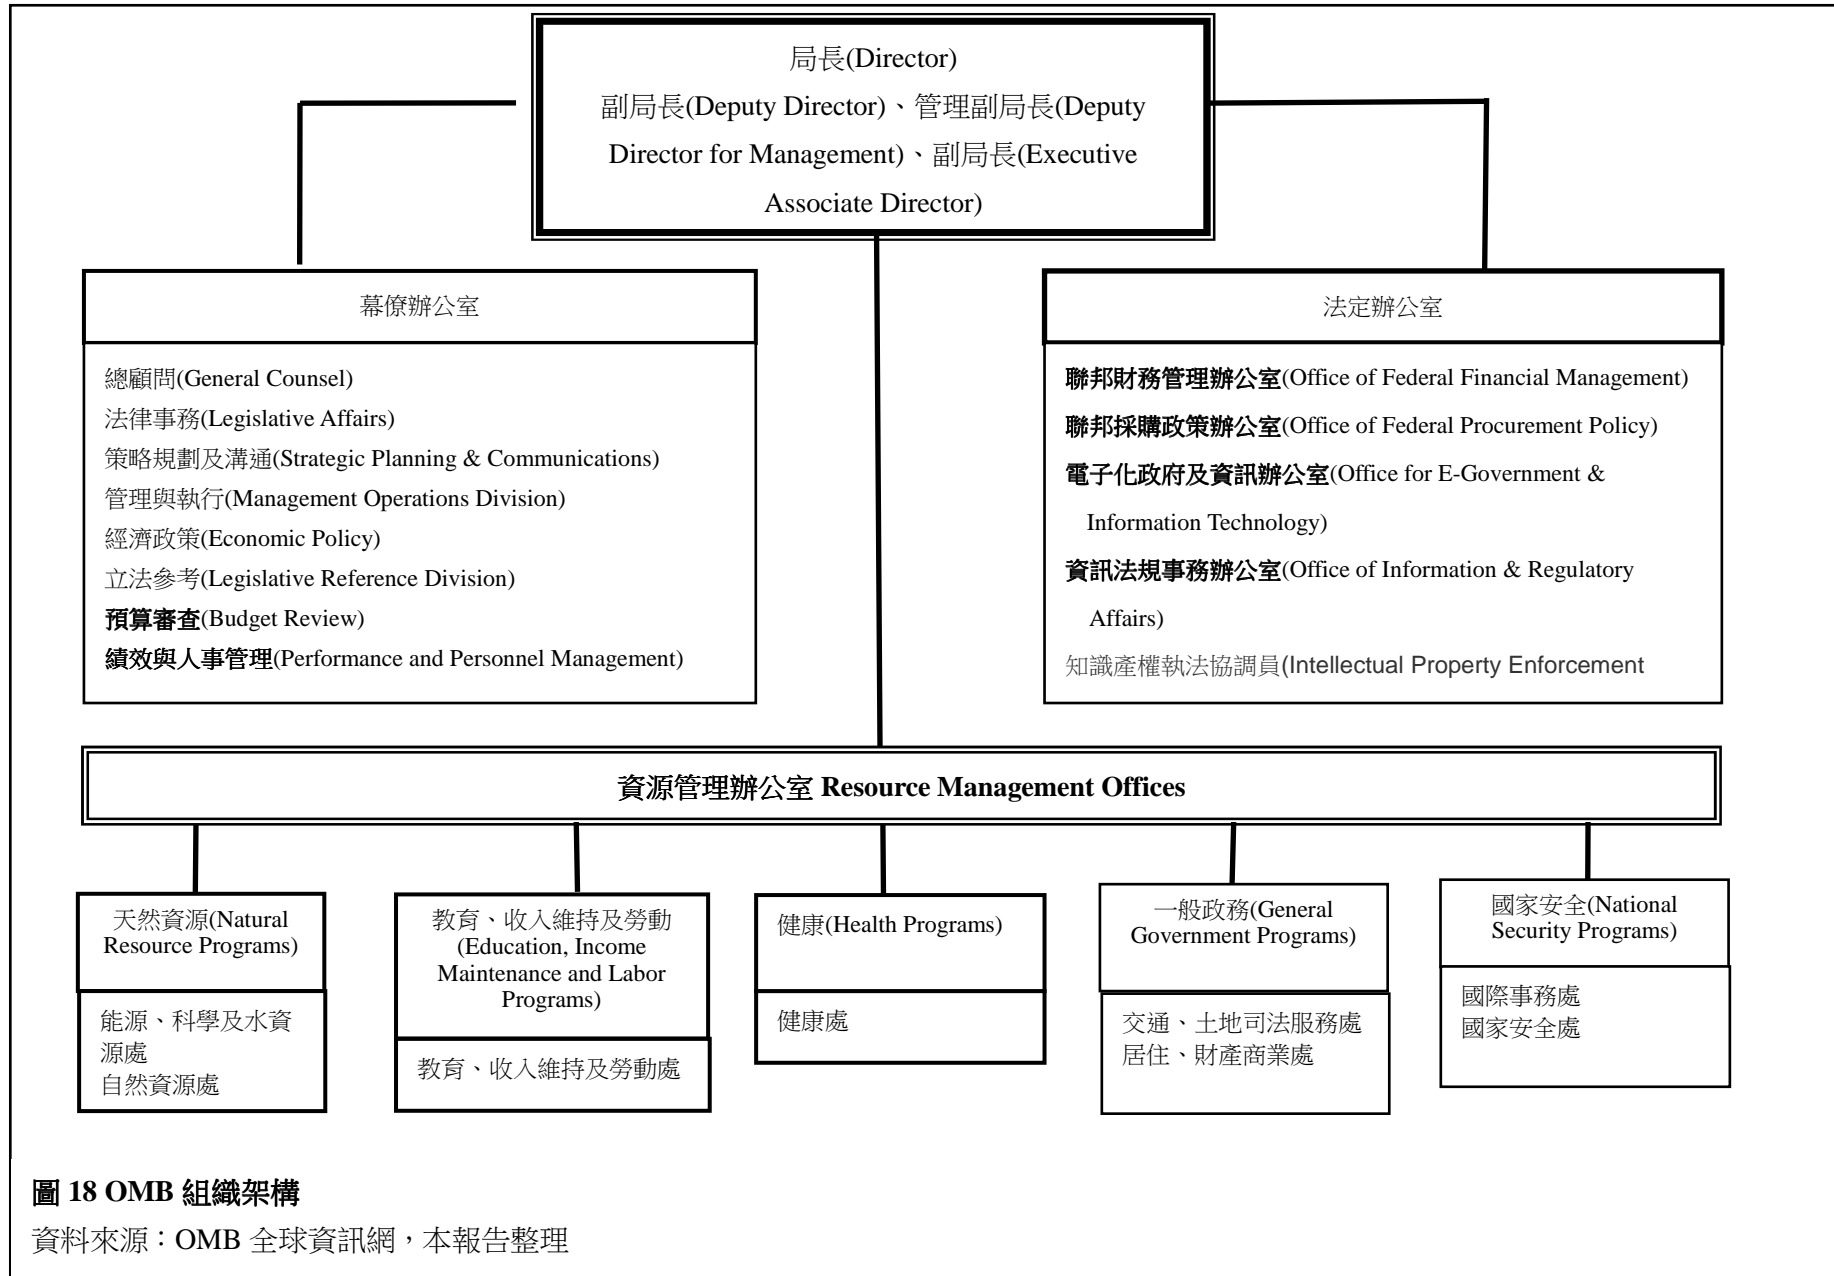 局長(Director)
副局長(Deputy Director)、管理副局長(Deputy
Director for Management)、副局長(Executive
Associate Director)
幕僚辦公室
總顧問(General Counsel)
法律事務(Legislative Affairs)
策略規劃及溝通(Strategic Planning & Communications)
管理與執行(Management Operations Division)
經濟政策(Economic Policy)
立法參考(Legislative Reference Division)
預算審查(Budget Review)
績效與人事管理(Performance and Personnel Management)
法定辦公室
聯邦財務管理辦公室(Office of Federal Financial Management)
聯邦採購政策辦公室(Office of Federal Procurement Policy)
電子化政府及資訊辦公室(Office for E-Government &
Information Technology)
資訊法規事務辦公室(Office of Information & Regulatory
Affairs)
知識產權執法協調員(Intellectual Property Enforcement
資源管理辦公室 Resource Management Offices
天然資源(Natural
Resource Programs)
能源、科學及水資
源處
自然資源處
教育、收入維持及勞動
(Education, Income
Maintenance and Labor
Programs)
教育、收入維持及勞動處
健康(Health Programs)
健康處
一般政務(General
Government Programs)
交通、土地司法服務處
居住、財產商業處
國家安全(National
Security Programs)
國際事務處
國家安全處
圖 18 OMB 組織架構
資料來源：OMB 全球資訊網，本報告整理